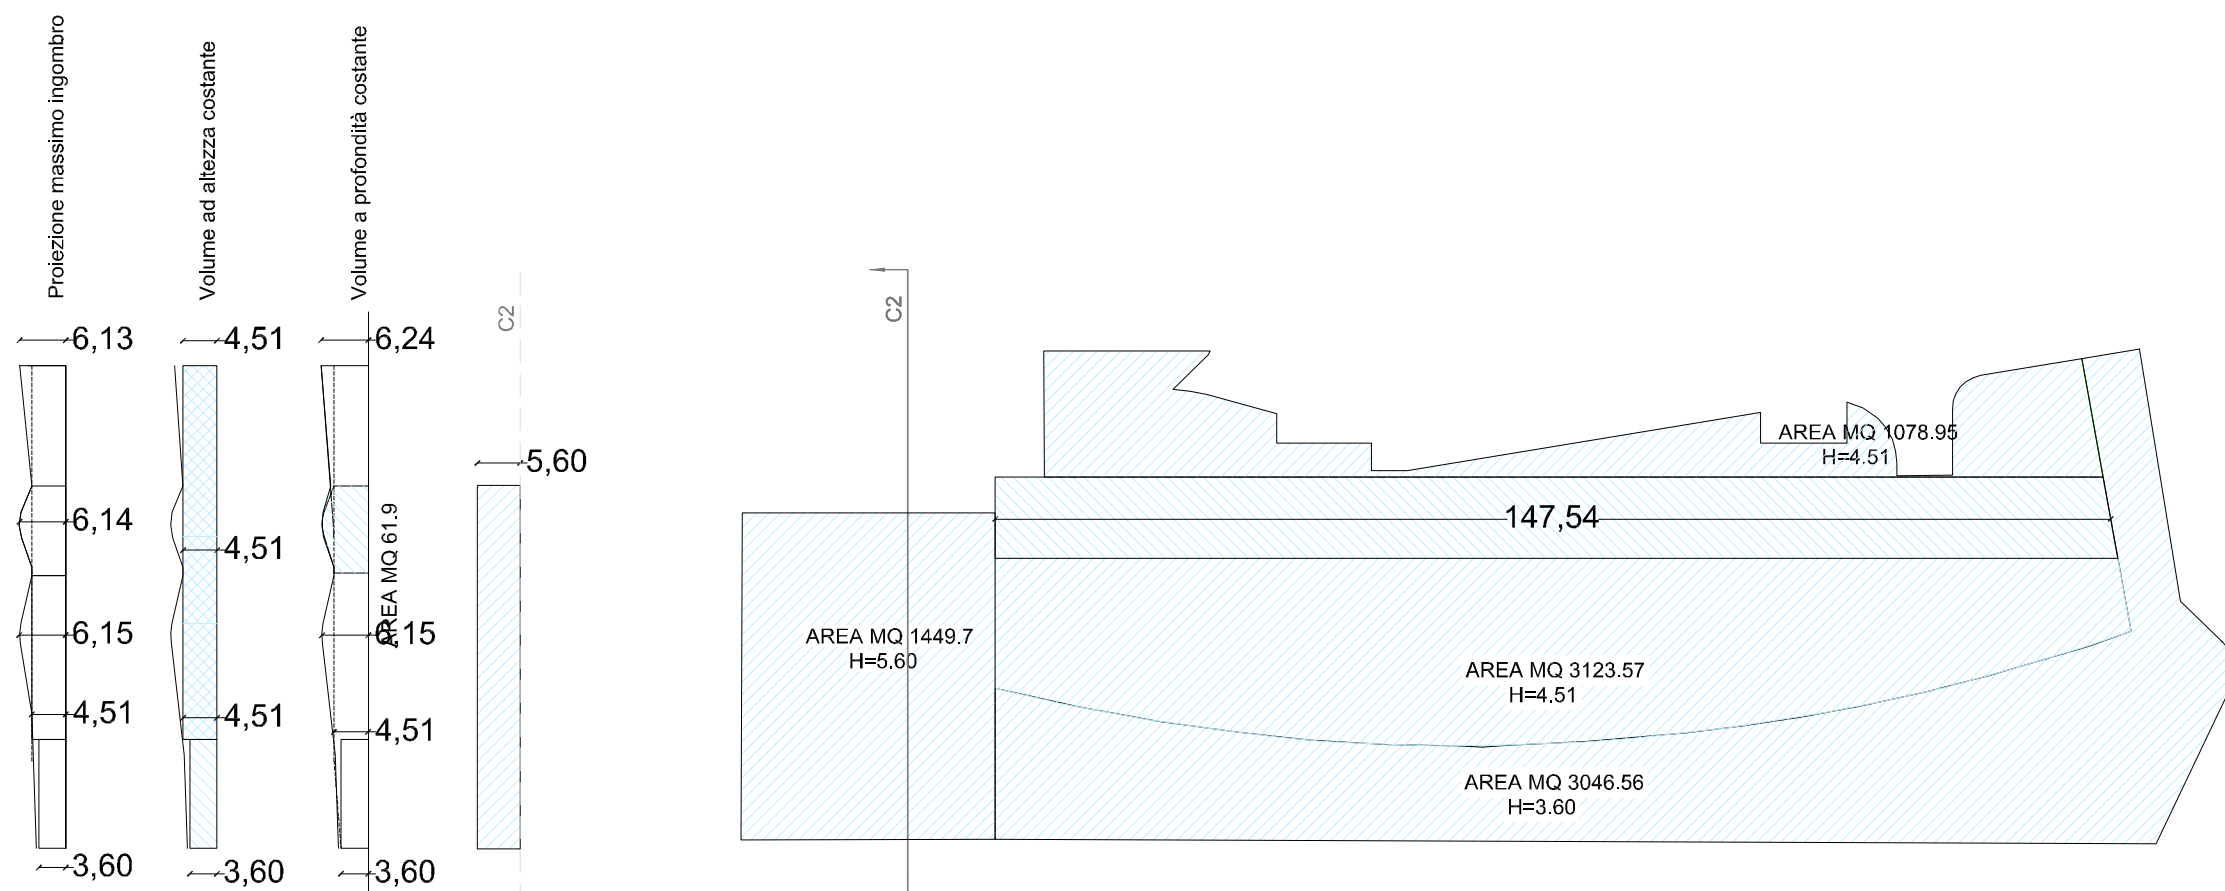 Proiezione massimo ingombro
Volume ad altezza costante
Volume a profondità costante
C2
C2
6,13
4,51
6,24
5,60
6,14
4,51
AREA MQ 61.9
6,15
6,15
4,51
4,51
4,51
3,60
3,60
3,60
AREA MQ 1078.95
H=4.51
147,54
AREA MQ 1449.7
H=5.60
AREA MQ 3123.57
H=4.51
AREA MQ 3046.56
H=3.60